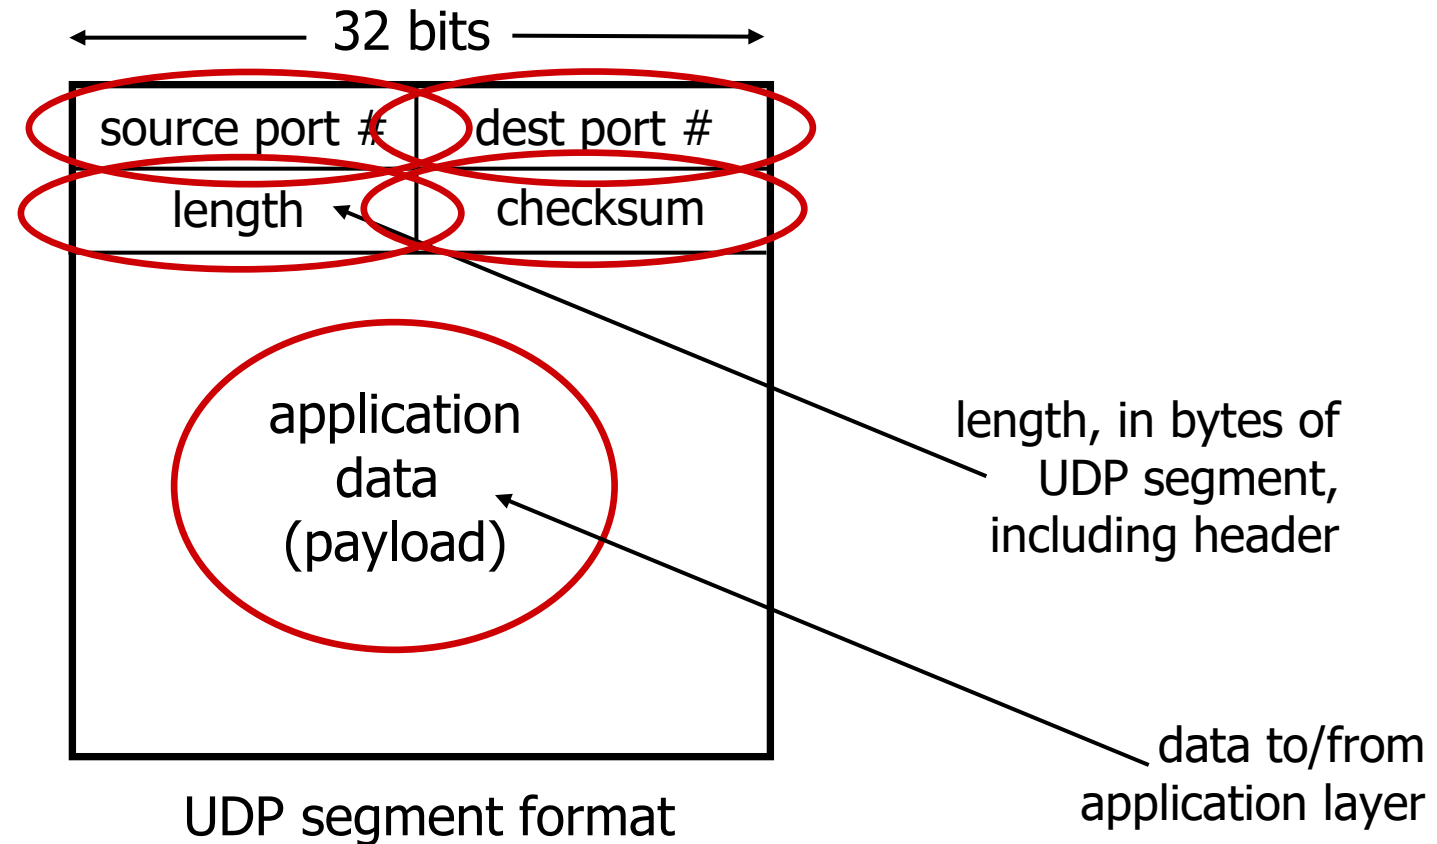 32 bits
source port #
dest port #
length
checksum
application
data
(payload)
length, in bytes of
UDP segment,
including header
data to/from
application layer
UDP segment format